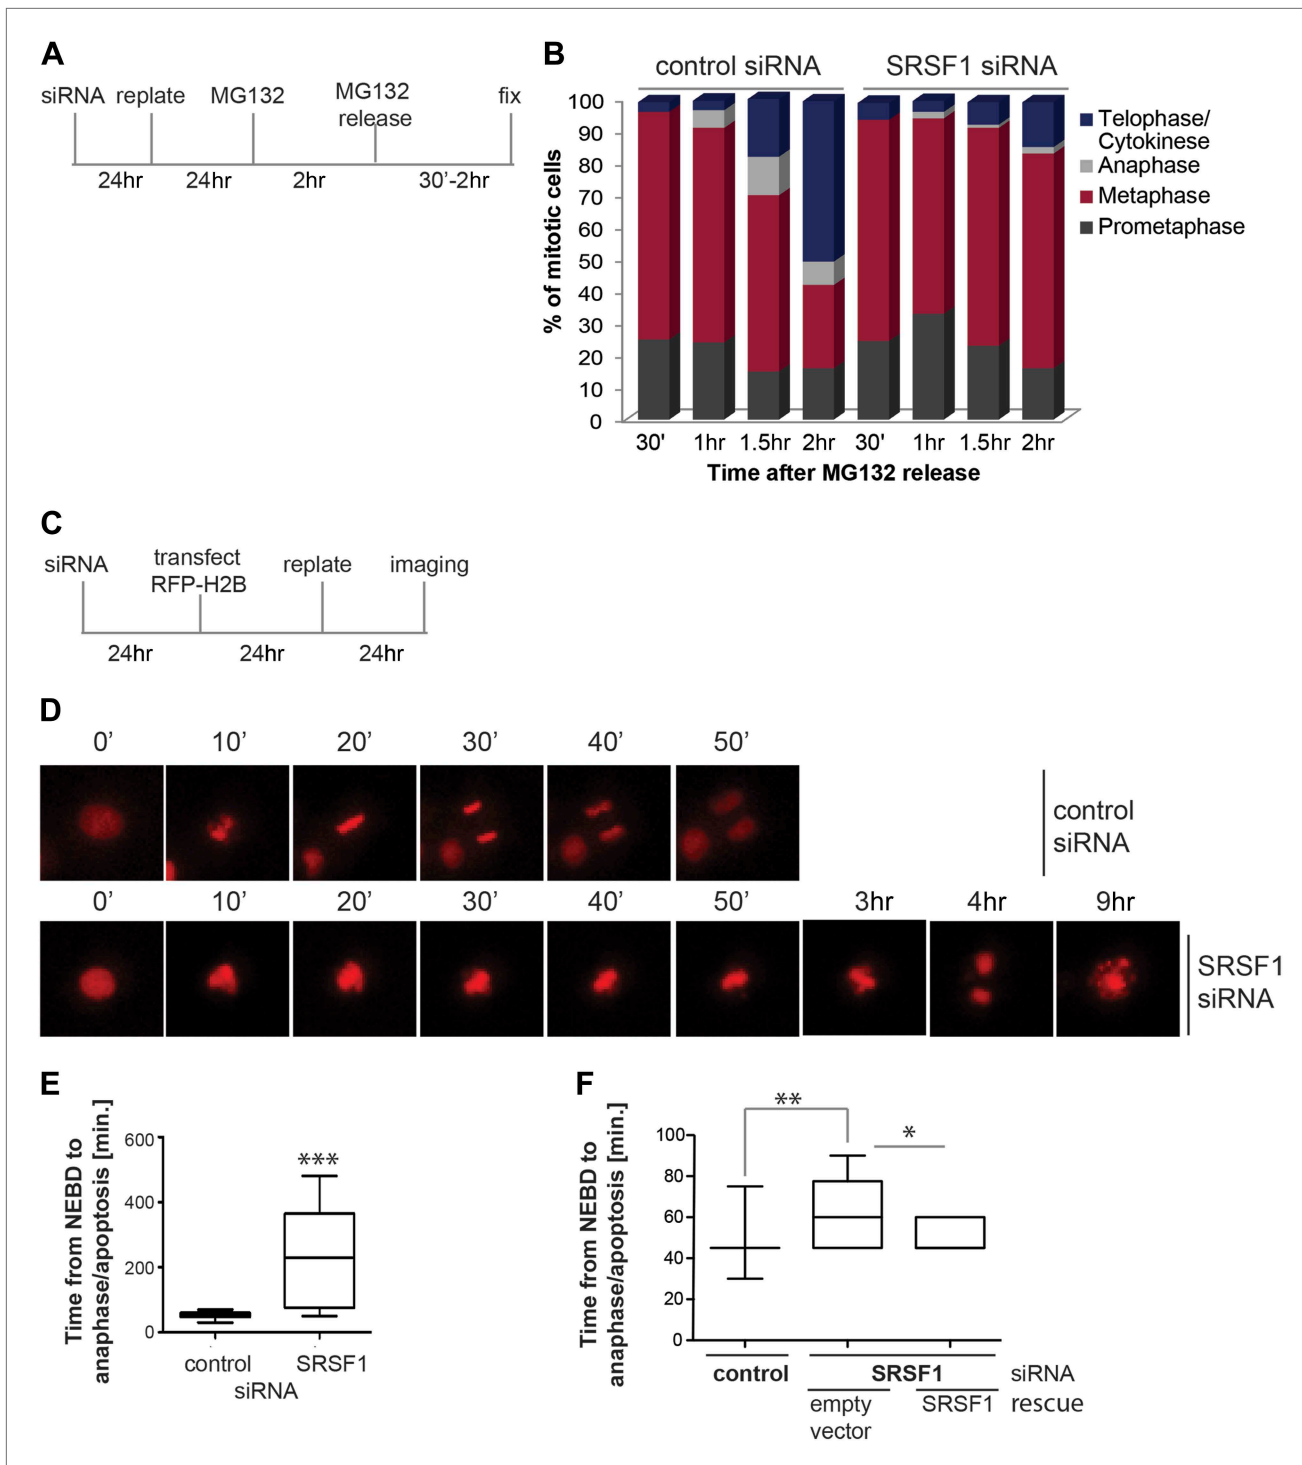 A
siRNA replate MG132 MG132 release fix
24hr 24hr 2hr 30'-2hr
B
control siRNA SRSF1 siRNA
% of mitotic cells
100
90
80
70
60
50
40
30
20
10
0
30' 1hr 1.5hr 2hr 30' 1hr 1.5hr 2hr
Time after MG132 release
Telophase/
Cytokinese
Anaphase
Metaphase
Prometaphase
C
siRNA transfect RFP-H2B replate imaging
24hr 24hr 24hr
D
0’ 10’ 20’ 30’ 40’ 50’
control
siRNA
0’ 10’ 20’ 30’ 40’ 50’ 3hr 4hr 9hr
SRSF1
siRNA
E
Time from NEBD to
anaphase/apoptosis [min.]
600
400
200
0
***
control SRSF1
siRNA
F
Time from NEBD to
anaphase/apoptosis [min.]
100
80
60
40
20
0
**
*
control SRSF1 siRNA
empty vector SRSF1 rescue